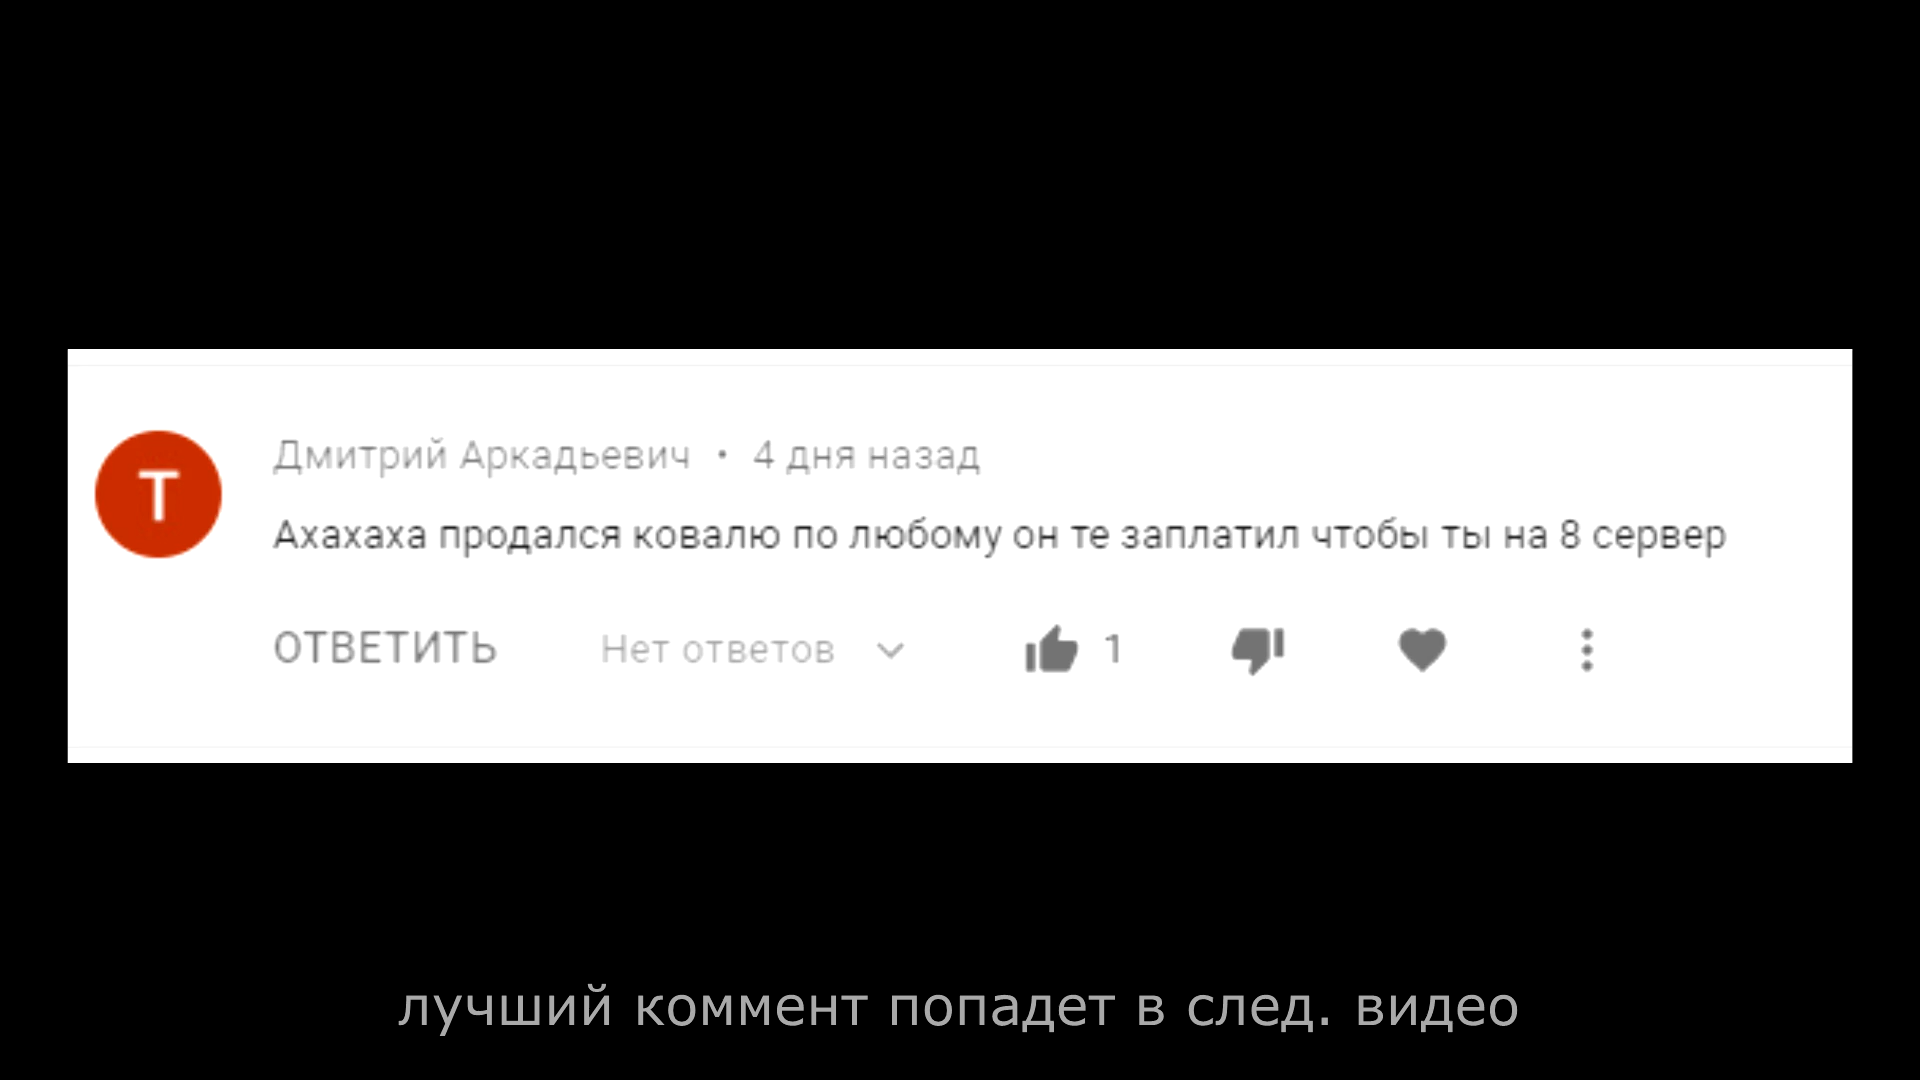 Т
Дмитрий Аркадьевич • 4 дня назад
Ахахаха продался ковалю по любому он те заплатил чтобы ты на 8 сервер
ОТВЕТИТЬ Нет ответов 1
лучший коммент попадет в след. видео